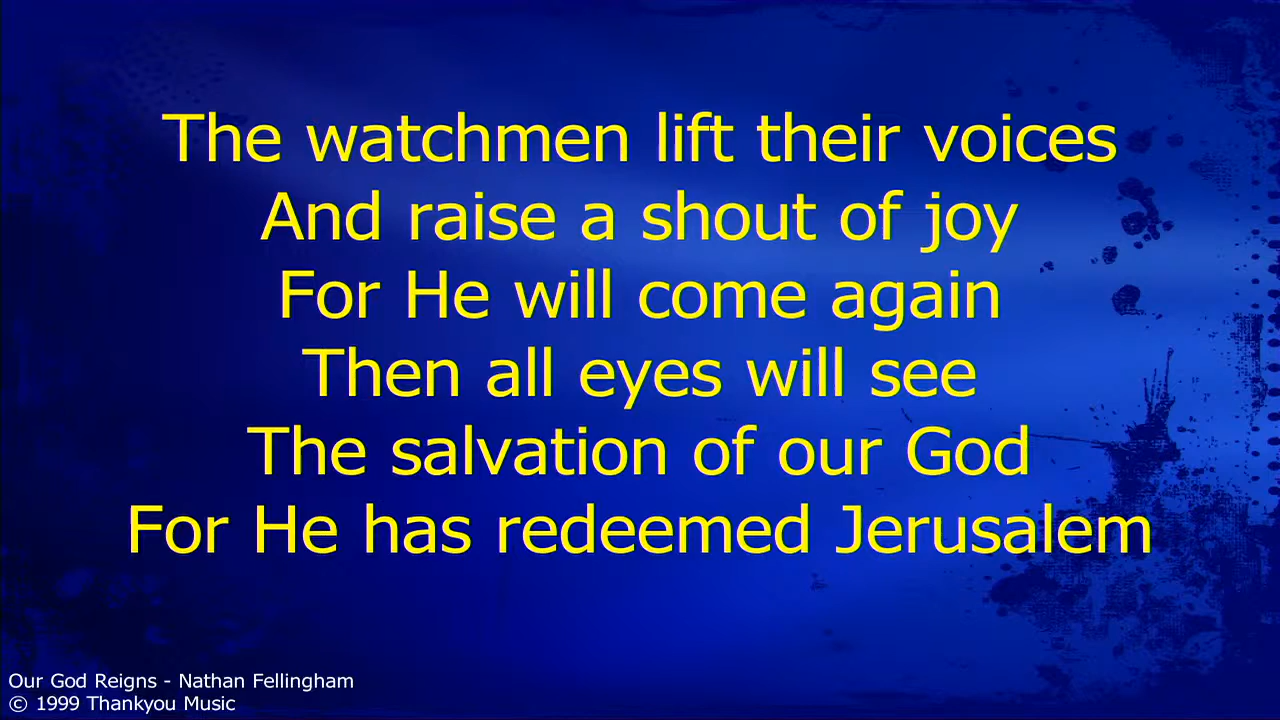 The watchmen lift their voices
And raise a shout of joy
For He will come again
Then all eyes will see
The salvation of our God
For He has redeemed Jerusalem
Our God Reigns - Nathan Fellingham
© 1999 Thankyou Music